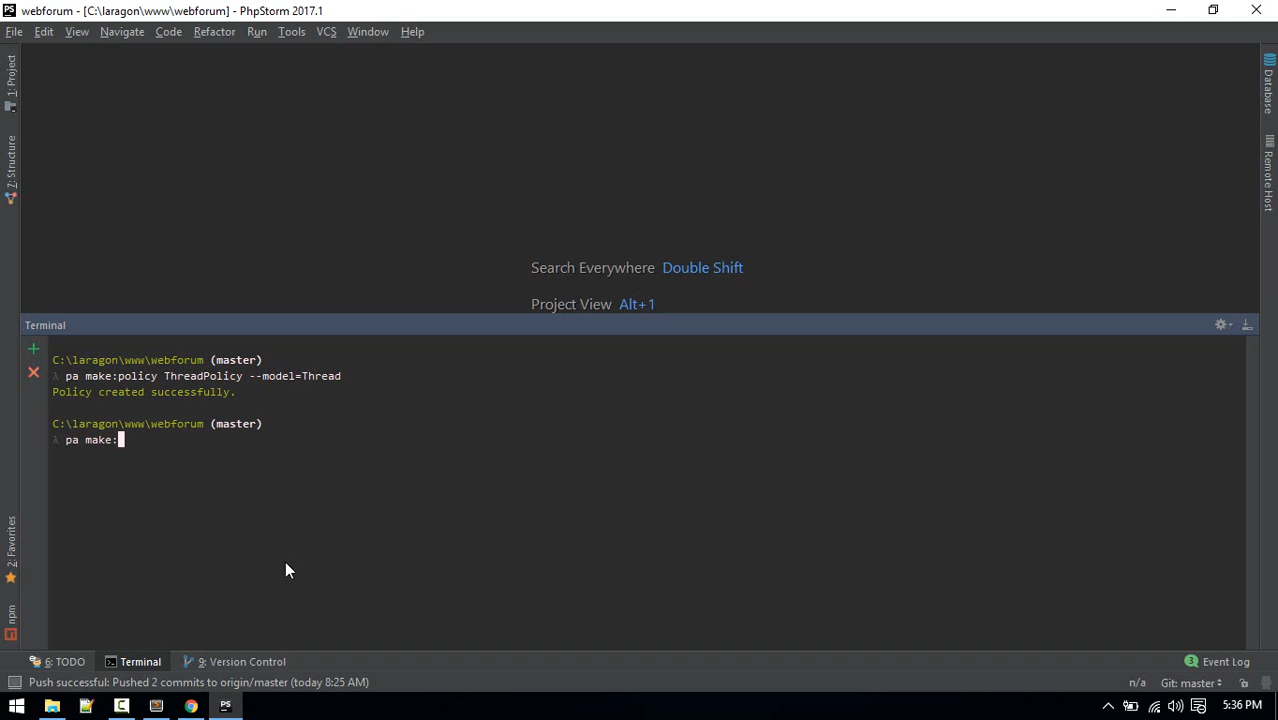 PS webforum - [C:\laragon\www\webforum] - PhpStorm 2017.1
File Edit View Navigate Code Refactor Run Tools VCS Window Help
1: Project
7: Structure
2: Favorites
npm
Database
Remote Host
Search Everywhere Double Shift
Project View Alt+1
Terminal
C:\laragon\www\webforum (master)
λ pa make:policy ThreadPolicy --model=Thread
Policy created successfully.
C:\laragon\www\webforum (master)
λ pa make:
6: TODO Terminal 9: Version Control 3 Event Log
Push successful: Pushed 2 commits to origin/master (today 8:25 AM) n/a Git: master
PS 5:36 PM